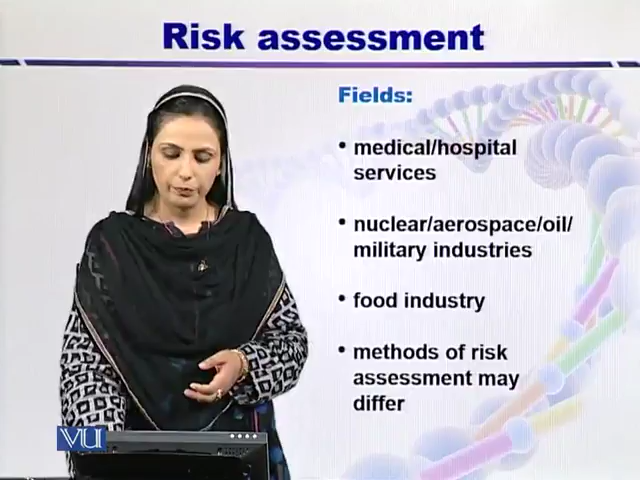 Risk assessment
Fields:
• medical/hospital
services
• nuclear/aerospace/oil/
military industries
• food industry
• methods of risk
assessment may
differ
VU